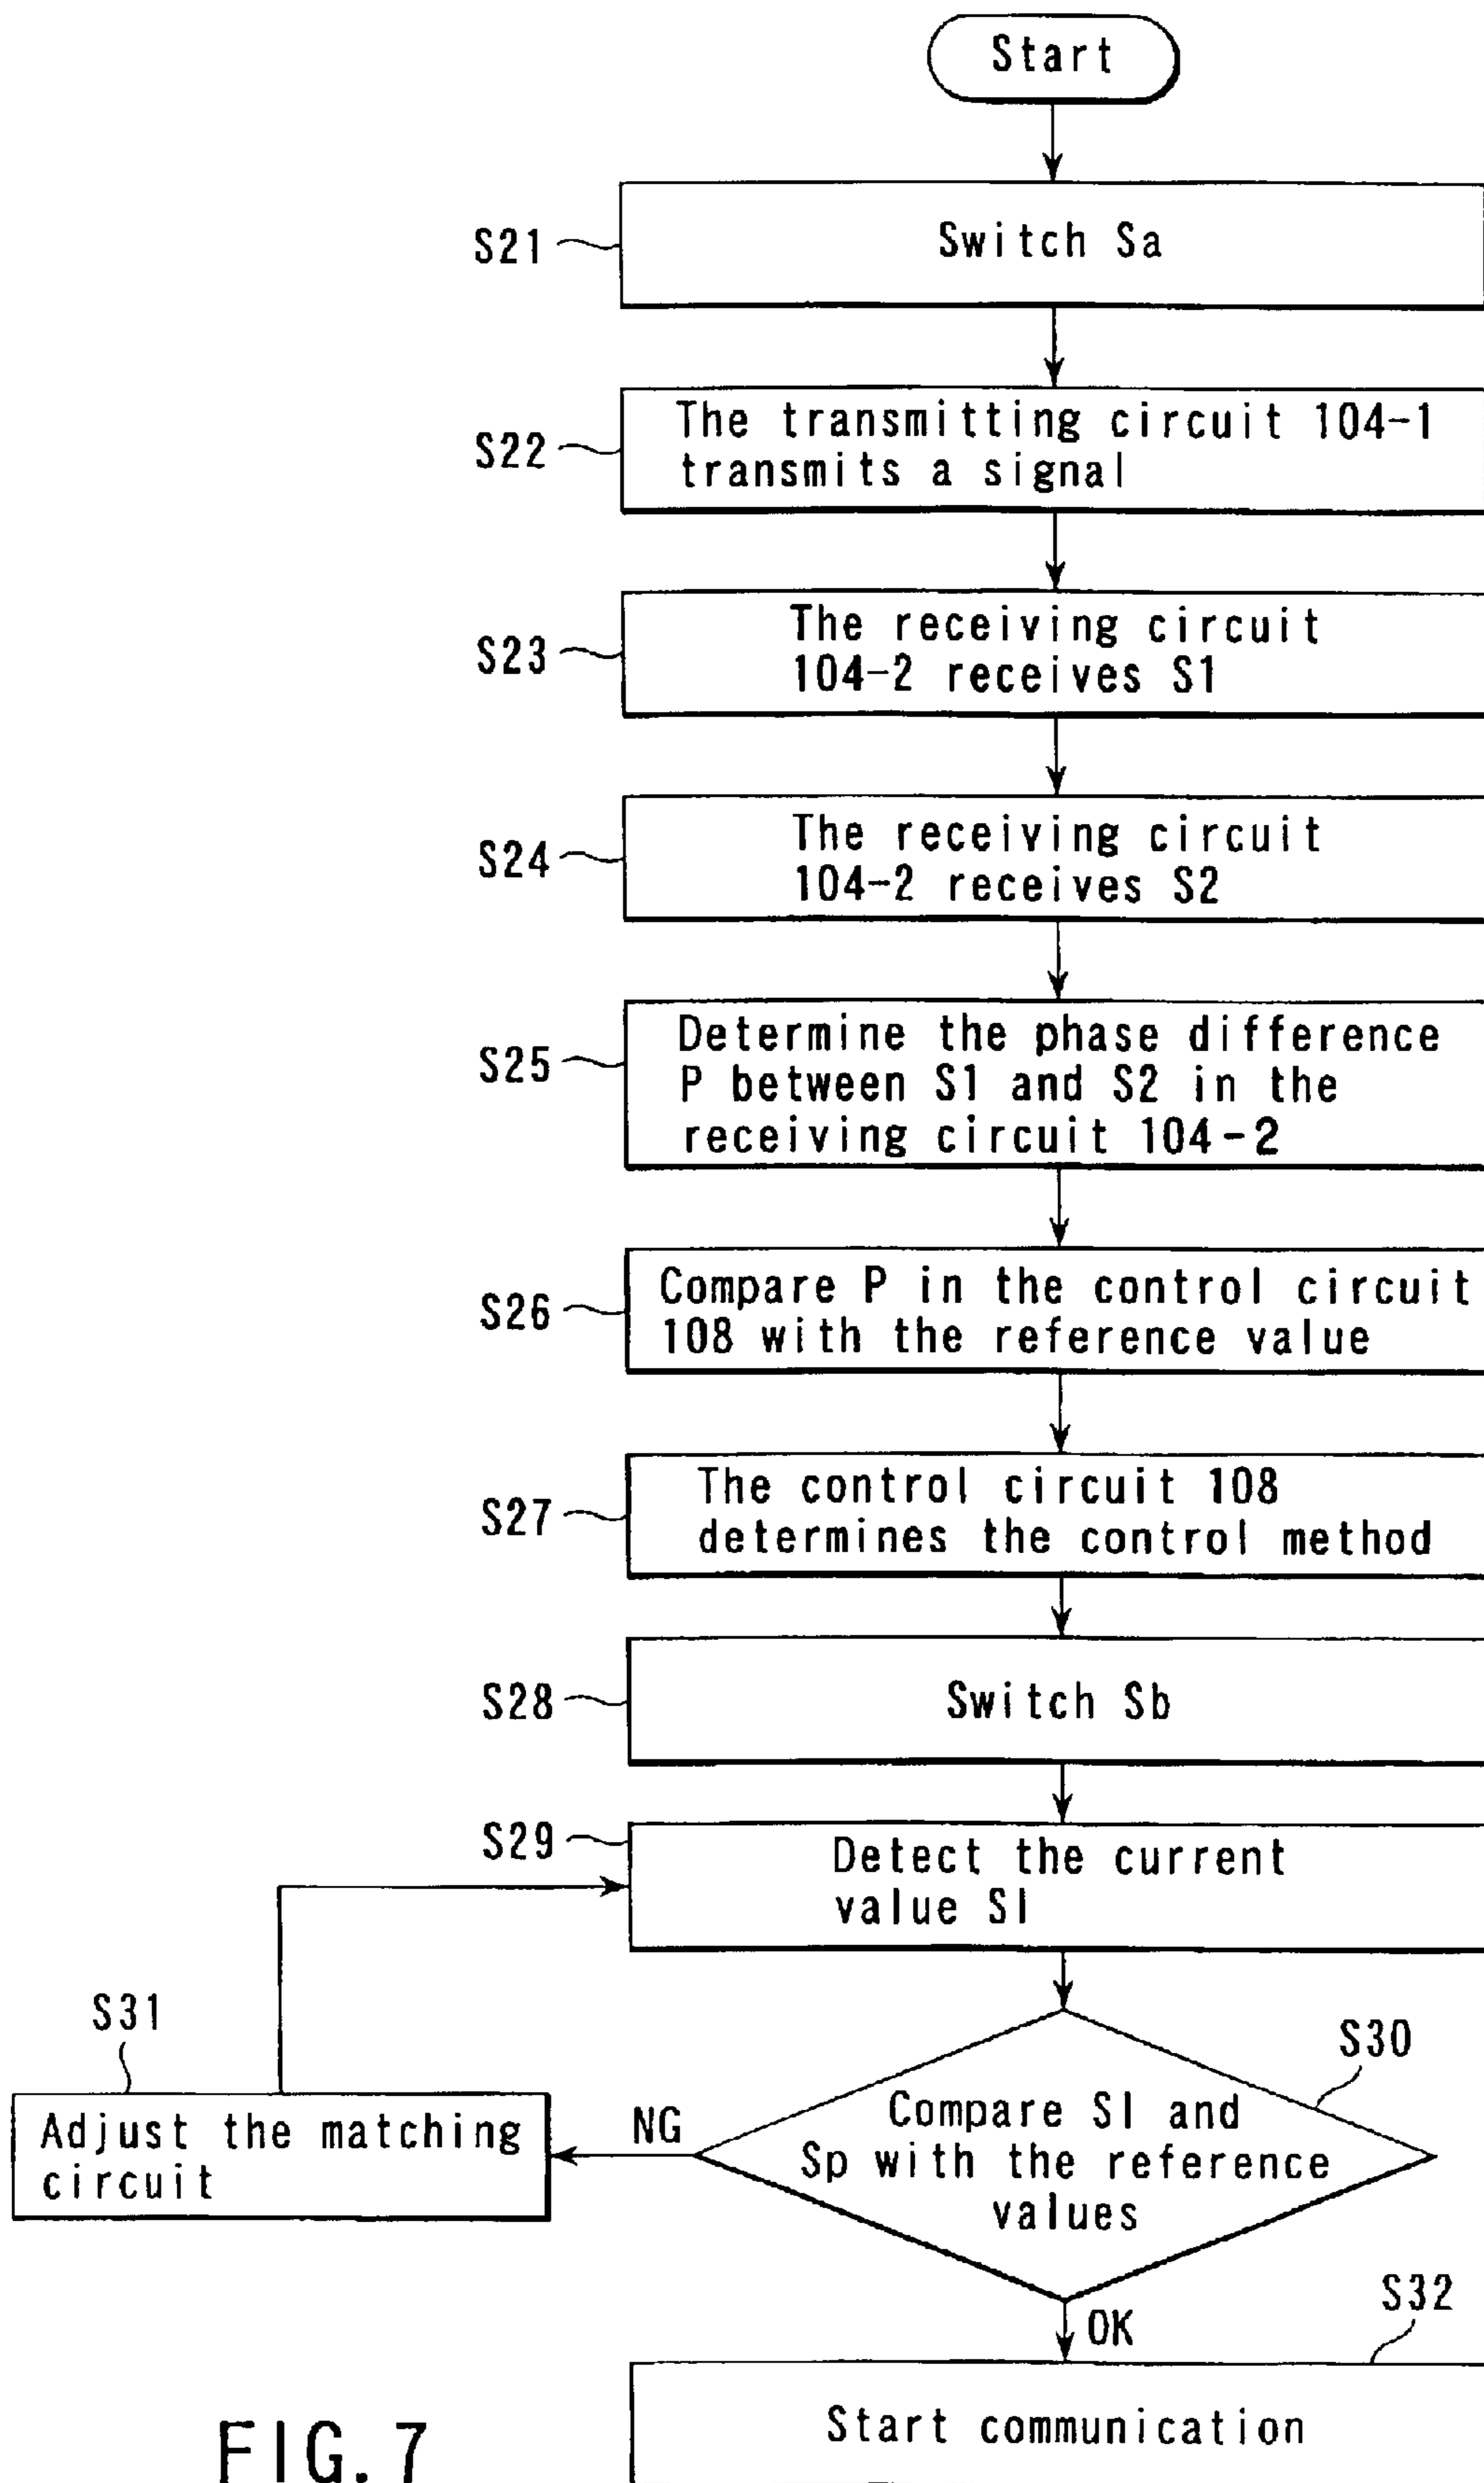 Start
S21
Switch Sa
S22
The transmitting circuit 104-1
transmits a signal
S23
The receiving circuit
104-2 receives S1
S24
The receiving circuit
104-2 receives S2
S25
Determine the phase difference
P between S1 and S2 in the
receiving circuit 104-2
S26
Compare P in the control circuit
108 with the reference value
S27
The control circuit 108
determines the control method
S28
Switch Sb
S29
Detect the current
value SI
S31
Adjust the matching
circuit
NG
S30
Compare SI and
Sp with the reference
values
OK
S32
Start communication
FIG. 7